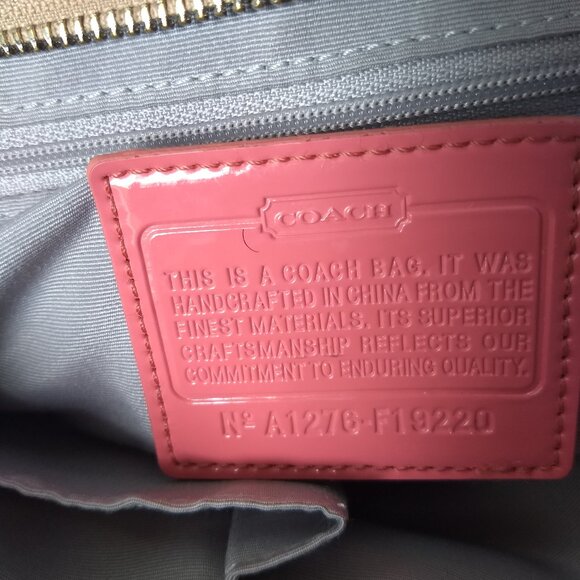 COACH
THIS IS A COACH BAG. IT WAS
HANDCRAFTED IN CHINA FROM THE
FINEST MATERIALS. ITS SUPERIOR
CRAFTSMANSHIP REFLECTS OUR
COMMITMENT TO ENDURING QUALITY.
Nº A1276-F19220